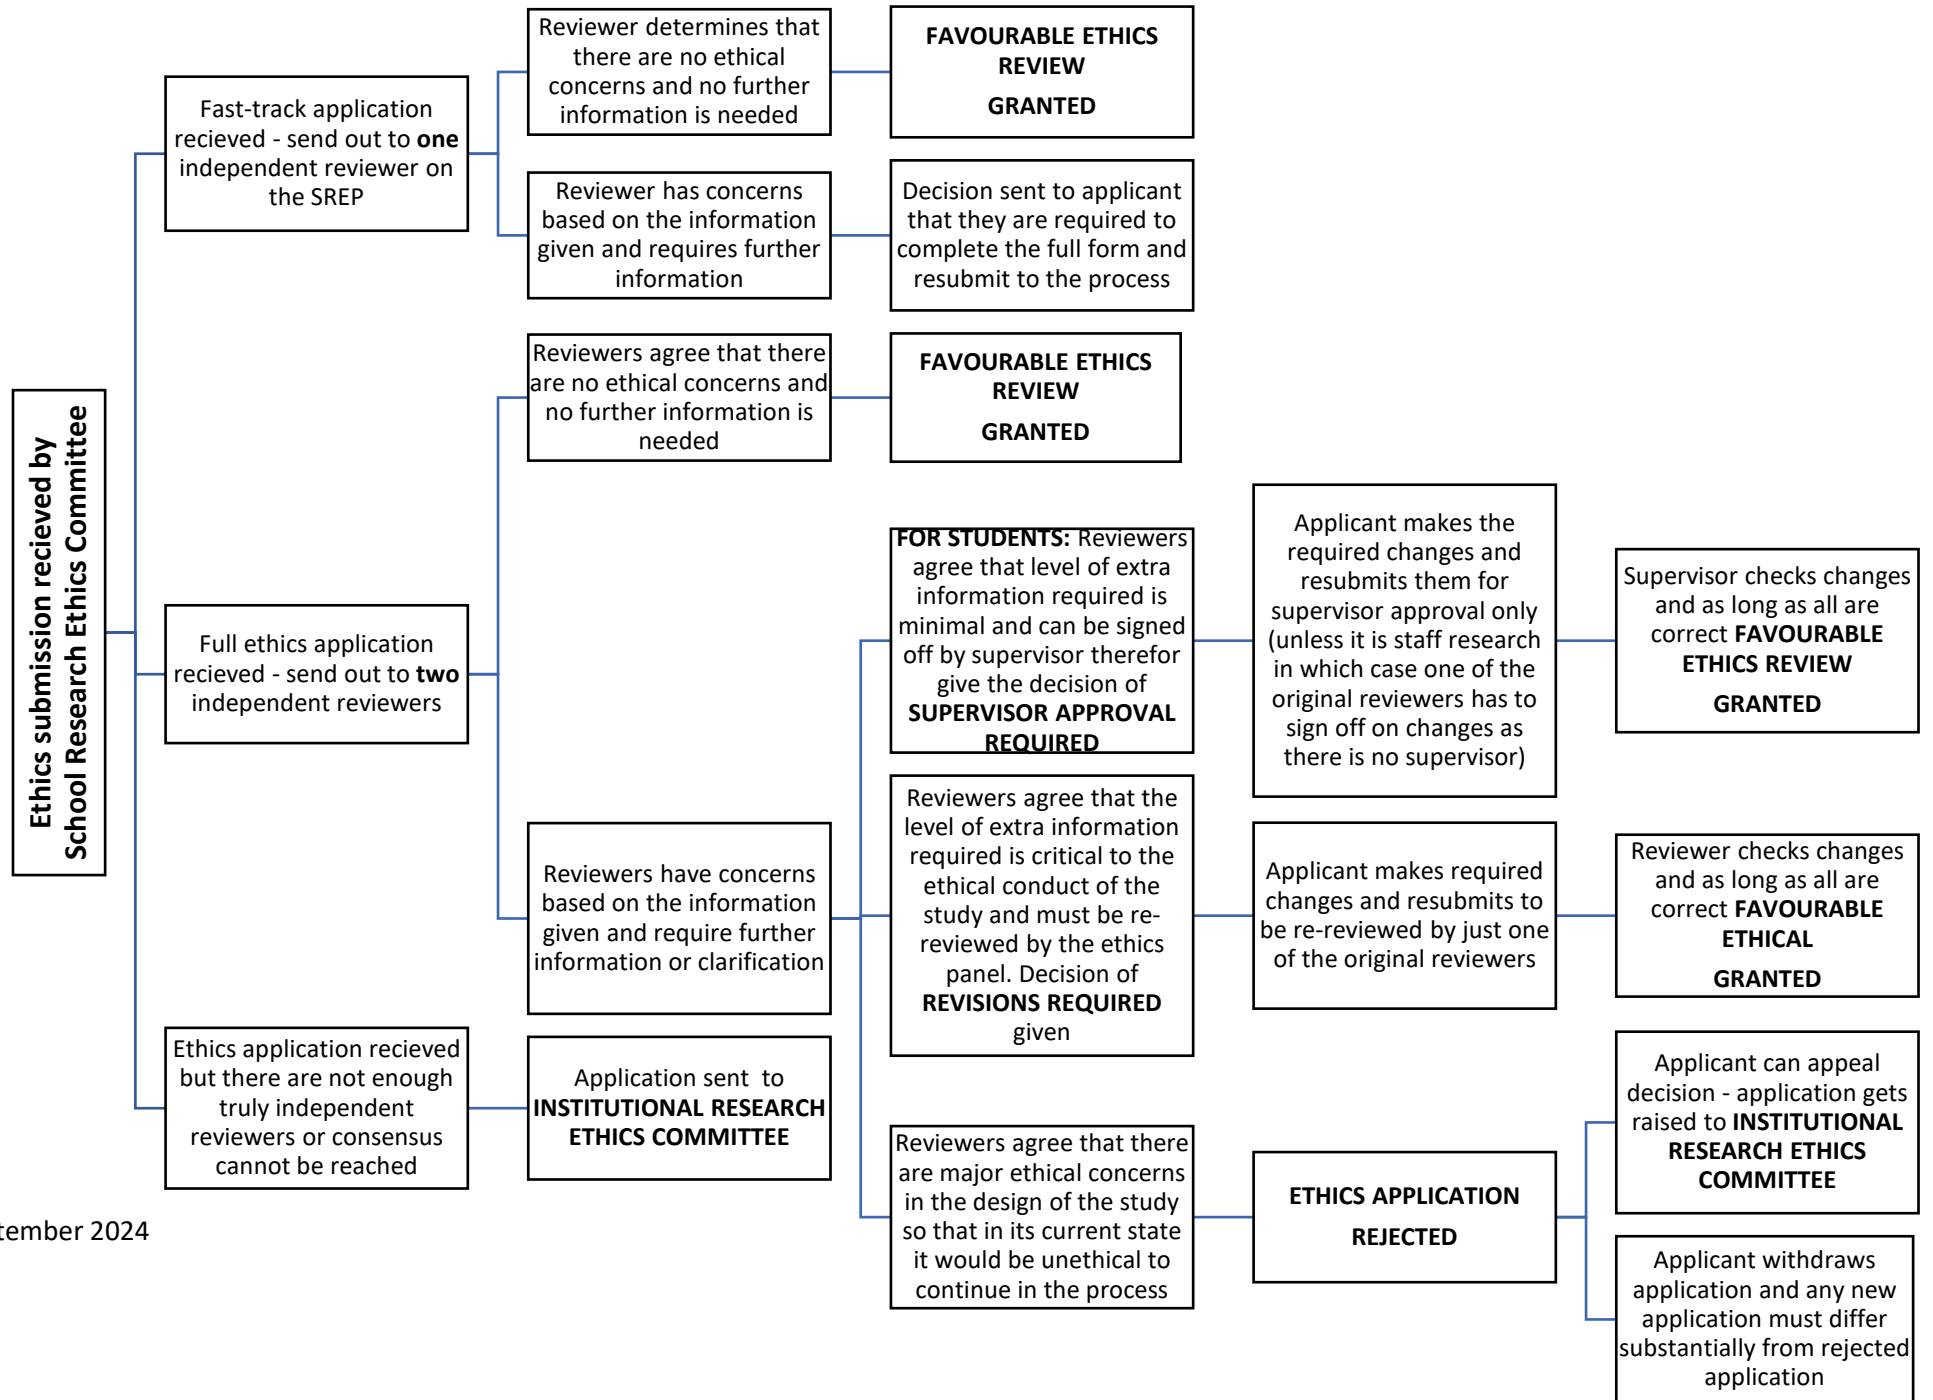 Ethics submission recieved by
School Research Ethics Committee
Fast-track application
recieved - send out to one
independent reviewer on
the SREP
Reviewer determines that
there are no ethical
concerns and no further
information is needed
FAVOURABLE ETHICS
REVIEW
GRANTED
Reviewer has concerns
based on the information
given and requires further
information
Decision sent to applicant
that they are required to
complete the full form and
resubmit to the process
Full ethics application
recieved - send out to two
independent reviewers
Reviewers agree that there
are no ethical concerns and
no further information is
needed
FAVOURABLE ETHICS
REVIEW
GRANTED
Reviewers have concerns
based on the information
given and require further
information or clarification
FOR STUDENTS: Reviewers
agree that level of extra
information required is
minimal and can be signed
off by supervisor therefor
give the decision of
SUPERVISOR APPROVAL
REQUIRED
Applicant makes the
required changes and
resubmits them for
supervisor approval only
(unless it is staff research
in which case one of the
original reviewers has to
sign off on changes as
there is no supervisor)
Supervisor checks changes
and as long as all are
correct FAVOURABLE
ETHICS REVIEW
GRANTED
Reviewers agree that the
level of extra information
required is critical to the
ethical conduct of the
study and must be re-
reviewed by the ethics
panel. Decision of
REVISIONS REQUIRED
given
Applicant makes required
changes and resubmits to
be re-reviewed by just one
of the original reviewers
Reviewer checks changes
and as long as all are
correct FAVOURABLE
ETHICAL
GRANTED
Reviewers agree that there
are major ethical concerns
in the design of the study
so that in its current state
it would be unethical to
continue in the process
ETHICS APPLICATION
REJECTED
Applicant can appeal
decision - application gets
raised to INSTITUTIONAL
RESEARCH ETHICS
COMMITTEE
Applicant withdraws
application and any new
application must differ
substantially from rejected
application
Ethics application recieved
but there are not enough
truly independent
reviewers or consensus
cannot be reached
Application sent to
INSTITUTIONAL RESEARCH
ETHICS COMMITTEE
tember 2024